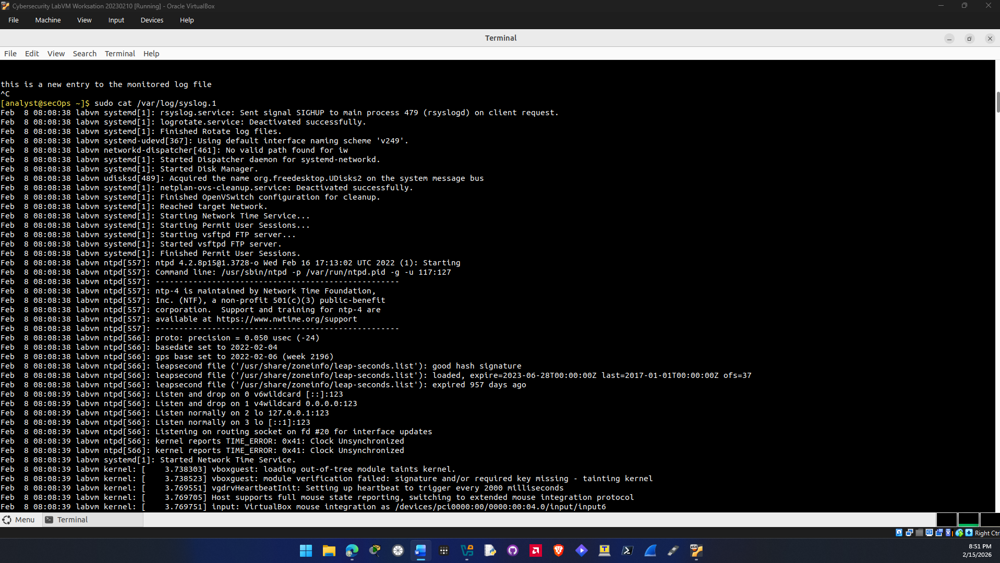 Cybersecurity LabVM Worksation 20230210 [Running] - Oracle VirtualBox
File Machine View Input Devices Help
Terminal
File Edit View Search Terminal Help
this is a new entry to the monitored log file
^C
[analyst@secOps ~]$ sudo cat /var/log/syslog.1
Feb  8 08:08:38 labvm systemd[1]: rsyslog.service: Sent signal SIGHUP to main process 479 (rsyslogd) on client request.
Feb  8 08:08:38 labvm systemd[1]: logrotate.service: Deactivated successfully.
Feb  8 08:08:38 labvm systemd[1]: Finished Rotate log files.
Feb  8 08:08:38 labvm systemd-udevd[367]: Using default interface naming scheme 'v249'.
Feb  8 08:08:38 labvm networkd-dispatcher[461]: No valid path found for iw
Feb  8 08:08:38 labvm systemd[1]: Started Dispatcher daemon for systemd-networkd.
Feb  8 08:08:38 labvm systemd[1]: Started Disk Manager.
Feb  8 08:08:38 labvm udisksd[489]: Acquired the name org.freedesktop.UDisks2 on the system message bus
Feb  8 08:08:38 labvm systemd[1]: netplan-ovs-cleanup.service: Deactivated successfully.
Feb  8 08:08:38 labvm systemd[1]: Finished OpenVSwitch configuration for cleanup.
Feb  8 08:08:38 labvm systemd[1]: Reached target Network.
Feb  8 08:08:38 labvm systemd[1]: Starting Network Time Service...
Feb  8 08:08:38 labvm systemd[1]: Starting Permit User Sessions...
Feb  8 08:08:38 labvm systemd[1]: Starting vsftpd FTP server...
Feb  8 08:08:38 labvm systemd[1]: Started vsftpd FTP server.
Feb  8 08:08:38 labvm systemd[1]: Finished Permit User Sessions.
Feb  8 08:08:38 labvm ntpd[557]: ntpd 4.2.8p15@1.3728-o Wed Feb 16 17:13:02 UTC 2022 (1): Starting
Feb  8 08:08:38 labvm ntpd[557]: Command line: /usr/sbin/ntpd -p /var/run/ntpd.pid -g -u 117:127
Feb  8 08:08:38 labvm ntpd[557]: ----------------------------------------------------
Feb  8 08:08:38 labvm ntpd[557]: ntp-4 is maintained by Network Time Foundation,
Feb  8 08:08:38 labvm ntpd[557]: Inc. (NTF), a non-profit 501(c)(3) public-benefit
Feb  8 08:08:38 labvm ntpd[557]: corporation.  Support and training for ntp-4 are
Feb  8 08:08:38 labvm ntpd[557]: available at https://www.nwtime.org/support
Feb  8 08:08:38 labvm ntpd[557]: ----------------------------------------------------
Feb  8 08:08:38 labvm ntpd[566]: proto: precision = 0.050 usec (-24)
Feb  8 08:08:38 labvm ntpd[566]: basedate set to 2022-02-04
Feb  8 08:08:38 labvm ntpd[566]: gps base set to 2022-02-06 (week 2196)
Feb  8 08:08:38 labvm ntpd[566]: leapsecond file ('/usr/share/zoneinfo/leap-seconds.list'): good hash signature
Feb  8 08:08:38 labvm ntpd[566]: leapsecond file ('/usr/share/zoneinfo/leap-seconds.list'): loaded, expire=2023-06-28T00:00:00Z last=2017-01-01T00:00:00Z ofs=37
Feb  8 08:08:38 labvm ntpd[566]: leapsecond file ('/usr/share/zoneinfo/leap-seconds.list'): expired 957 days ago
Feb  8 08:08:39 labvm ntpd[566]: Listen and drop on 0 v6wildcard [::]:123
Feb  8 08:08:39 labvm ntpd[566]: Listen and drop on 1 v4wildcard 0.0.0.0:123
Feb  8 08:08:39 labvm ntpd[566]: Listen normally on 2 lo 127.0.0.1:123
Feb  8 08:08:39 labvm ntpd[566]: Listen normally on 3 lo [::1]:123
Feb  8 08:08:39 labvm ntpd[566]: Listening on routing socket on fd #20 for interface updates
Feb  8 08:08:39 labvm ntpd[566]: kernel reports TIME_ERROR: 0x41: Clock Unsynchronized
Feb  8 08:08:39 labvm ntpd[566]: kernel reports TIME_ERROR: 0x41: Clock Unsynchronized
Feb  8 08:08:39 labvm systemd[1]: Started Network Time Service.
Feb  8 08:08:39 labvm kernel: [    3.738303] vboxguest: loading out-of-tree module taints kernel.
Feb  8 08:08:39 labvm kernel: [    3.738523] vboxguest: module verification failed: signature and/or required key missing - tainting kernel
Feb  8 08:08:39 labvm kernel: [    3.769551] vgdrvHeartbeatInit: Setting up heartbeat to trigger every 2000 milliseconds
Feb  8 08:08:39 labvm kernel: [    3.769705] Host supports full mouse state reporting, switching to extended mouse integration protocol
Feb  8 08:08:39 labvm kernel: [    3.769751] input: VirtualBox mouse integration as /devices/pci0000:00/0000:00:04.0/input/input6
Menu Terminal
Right Ctr
8:51 PM
2/15/2026